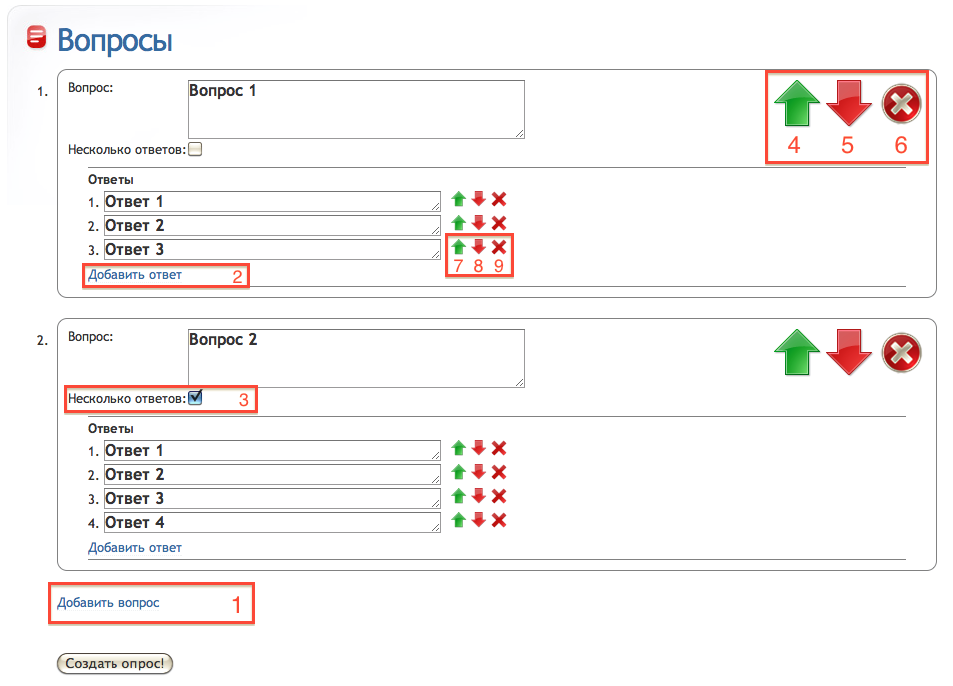 Вопросы
1.
Вопрос:
Вопрос 1
4 5 6
Несколько ответов:
Ответы
1. Ответ 1
2. Ответ 2
3. Ответ 3
7 8 9
Добавить ответ 2
2.
Вопрос:
Вопрос 2
Несколько ответов: 3
Ответы
1. Ответ 1
2. Ответ 2
3. Ответ 3
4. Ответ 4
Добавить ответ
Добавить вопрос 1
Создать опрос!